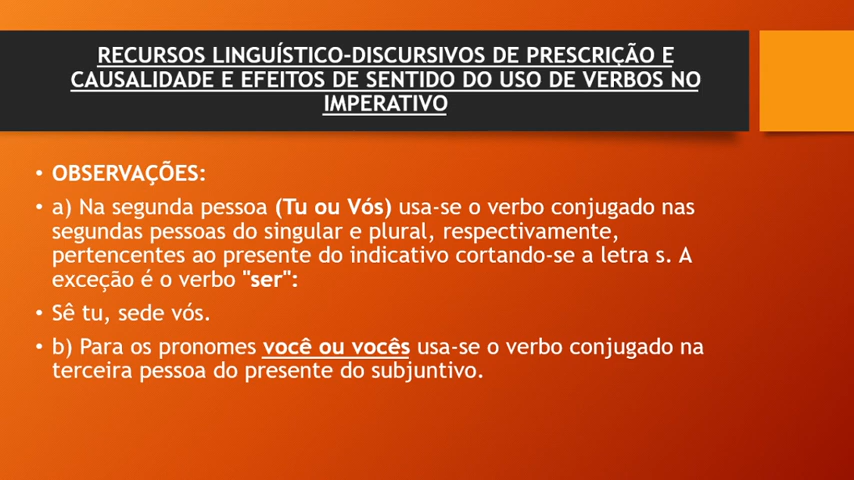 RECURSOS LINGUÍSTICO-DISCURSIVOS DE PRESCRIÇÃO E
CAUSALIDADE E EFEITOS DE SENTIDO DO USO DE VERBOS NO
IMPERATIVO
• OBSERVAÇÕES:
• a) Na segunda pessoa (Tu ou Vós) usa-se o verbo conjugado nas
segundas pessoas do singular e plural, respectivamente,
pertencentes ao presente do indicativo cortando-se a letra s. A
exceção é o verbo "ser":
• Sê tu, sede vós.
• b) Para os pronomes você ou vocês usa-se o verbo conjugado na
terceira pessoa do presente do subjuntivo.